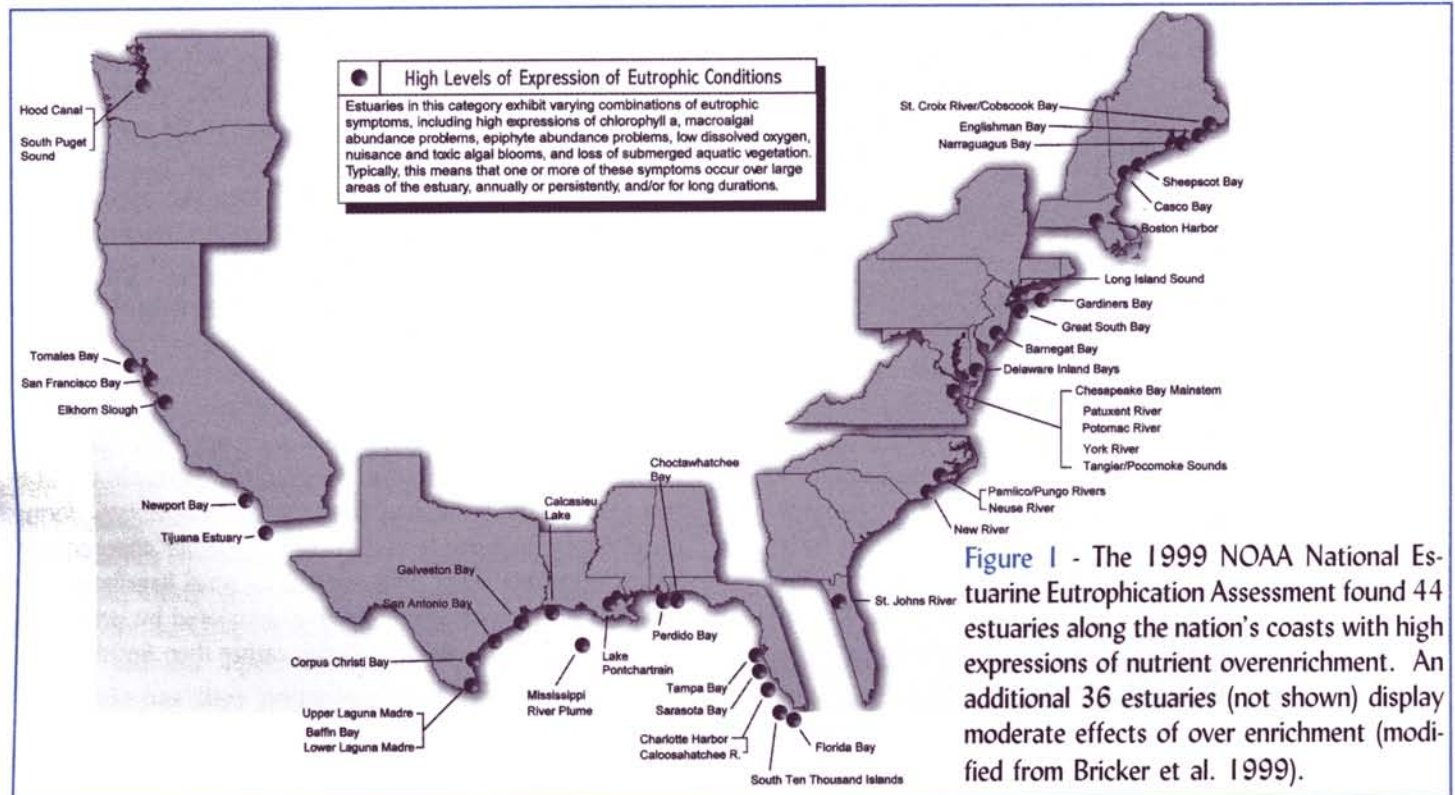 High Levels of Expression of Eutrophic Conditions
Estuaries in this category exhibit varying combinations of eutrophic
symptoms, including high expressions of chlorophyll a, macroalgal
abundance problems, epiphyte abundance problems, low dissolved oxygen,
nuisance and toxic algal blooms, and loss of submerged aquatic vegetation.
Typically, this means that one or more of these symptoms occur over large
areas of the estuary, annually or persistently, and/or for long durations.
Hood Canal
South Puget
Sound
Tomales Bay
San Francisco Bay
Elkhorn Slough
Newport Bay
Tijuana Estuary
Galveston Bay
San Antonio Bay
Corpus Christi Bay
Upper Laguna Madre
Baffin Bay
Lower Laguna Madre
Calcasieu
Lake
Mississippi
River Plume
Lake
Pontchartrain
Choctawhatchee
Bay
Perdido Bay
Tampa Bay
Sarasota Bay
Charlotte Harbor
Caloosahatchee R.
South Ten Thousand Islands
Florida Bay
St. Johns River
New River
Pamlico/Pungo Rivers
Neuse River
Chesapeake Bay Mainstem
Patuxent River
Potomac River
York River
Tangier/Pocomoke Sounds
Delaware Inland Bays
Barnegat Bay
Great South Bay
Gardiners Bay
Long Island Sound
Boston Harbor
Casco Bay
Sheepscot Bay
Narraguagus Bay
Englishman Bay
St. Croix River/Cobscook Bay
Figure 1 - The 1999 NOAA National Es-
tuarine Eutrophication Assessment found 44
estuaries along the nation's coasts with high
expressions of nutrient overenrichment. An
additional 36 estuaries (not shown) display
moderate effects of over enrichment (modi-
fied from Bricker et al. 1999).